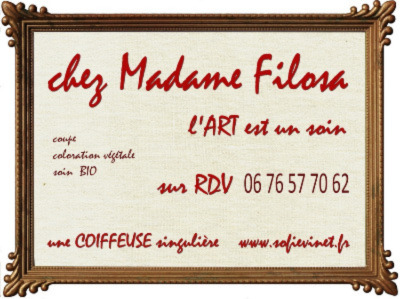 chez Madame Filosa
l'ART est un soin
coupe
coloration végétale
soin BIO
sur RDV 06 76 57 70 62
une COIFFEUSE singulière www.sofievinet.fr